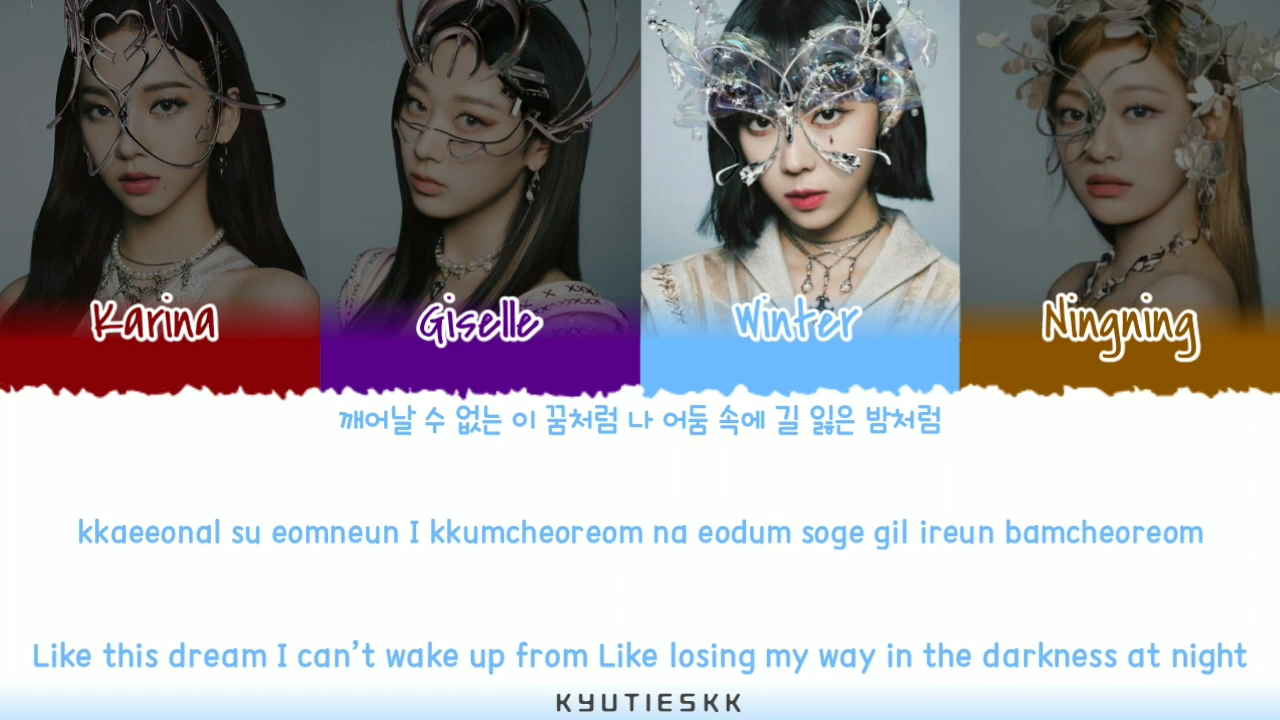 Karina
Giselle
Winter
Ningning
깨어날 수 없는 이 꿈처럼 나 어둠 속에 길 잃은 밤처럼
kkaeeonal su eomneun I kkumcheoreom na eodum soge gil ireun bamcheoreom
Like this dream I can’t wake up from Like losing my way in the darkness at night
KYUTIESKK